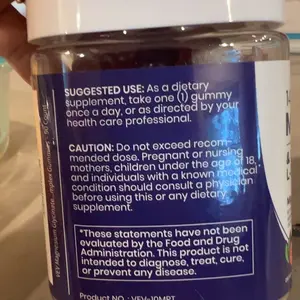 SUGGESTED USE: As a dietary
supplement, take one (1) gummy
once a day, or as directed by your
health care professional.
CAUTION: Do not exceed recom-
mended dose. Pregnant or nursing
mothers, children under the age of 18,
and individuals with a known medical
condition should consult a physician
before using this or any dietary
supplement.
*These statements have not been
evaluated by the Food and Drug
Administration. This product is not
intended to diagnose, treat, cure,
or prevent any disease.
Product NO.: VEV-10MPT